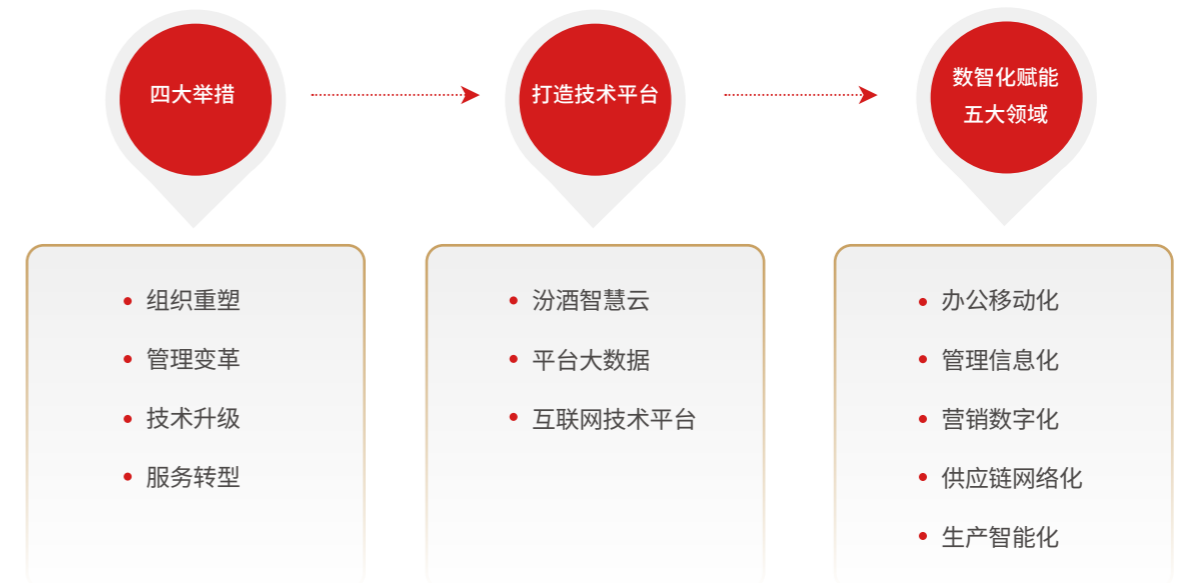 四大举措
打造技术平台
数智化赋能
五大领域
组织重塑
管理变革
技术升级
服务转型
汾酒智慧云
平台大数据
互联网技术平台
办公移动化
管理信息化
营销数字化
供应链网络化
生产智能化